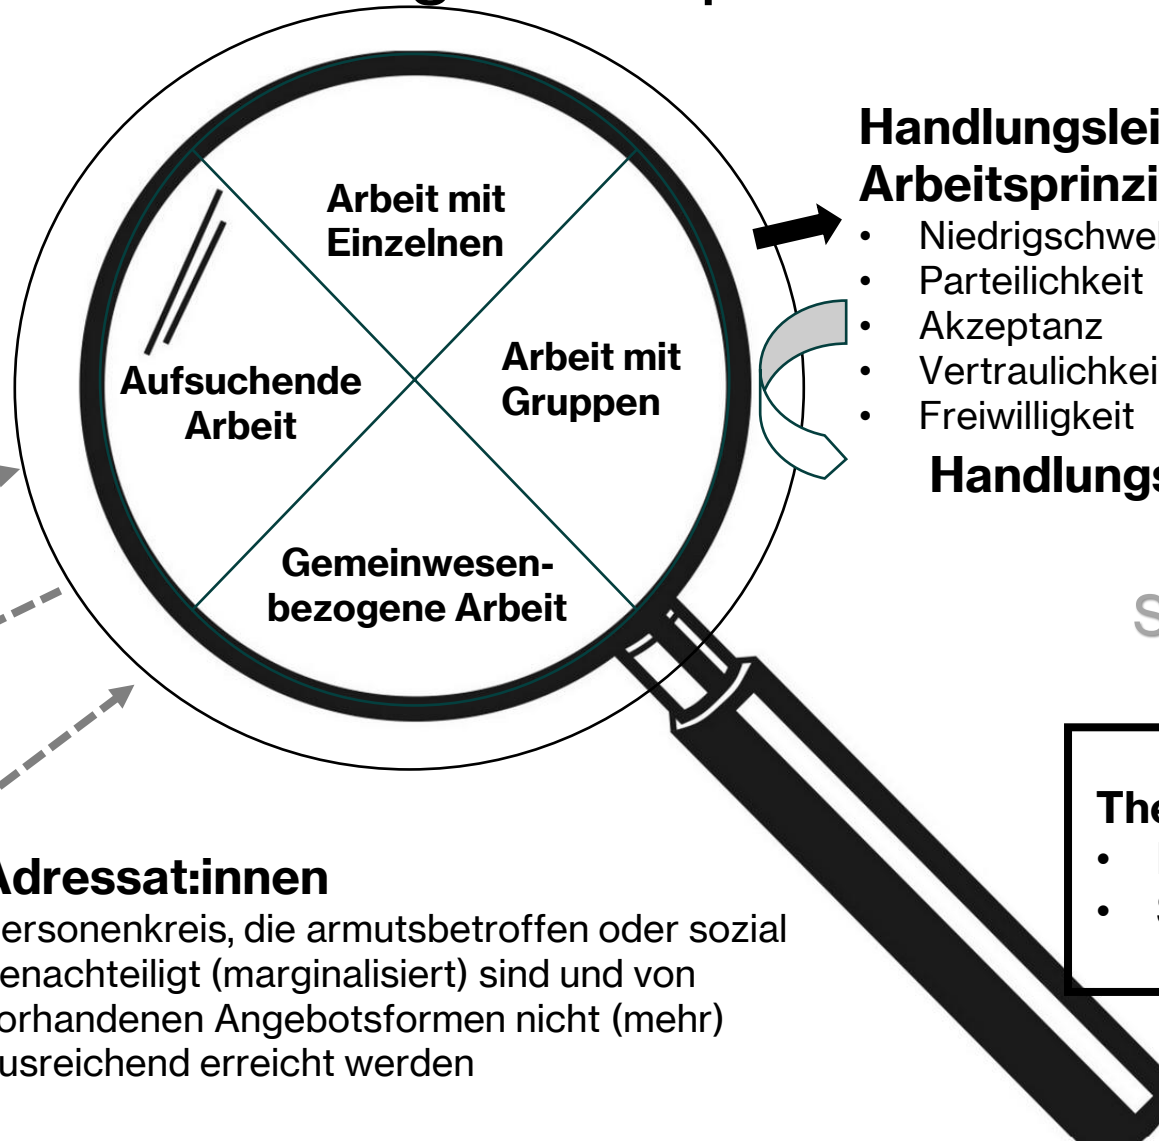 Arbeit mit
Einzelnen
Aufsuchende
Arbeit
Arbeit mit
Gruppen
Gemeinwesen-
bezogene Arbeit
Handlungslei
Arbeitsprinzi
• Niedrigschwel
• Parteilichkeit
• Akzeptanz
• Vertraulichkei
• Freiwilligkeit
Handlungs
S
The
Adressat:innen
ersonenkreis, die armutsbetroffen oder sozial
enachteiligt (marginalisiert) sind und von
orhandenen Angebotsformen nicht (mehr)
usreichend erreicht werden